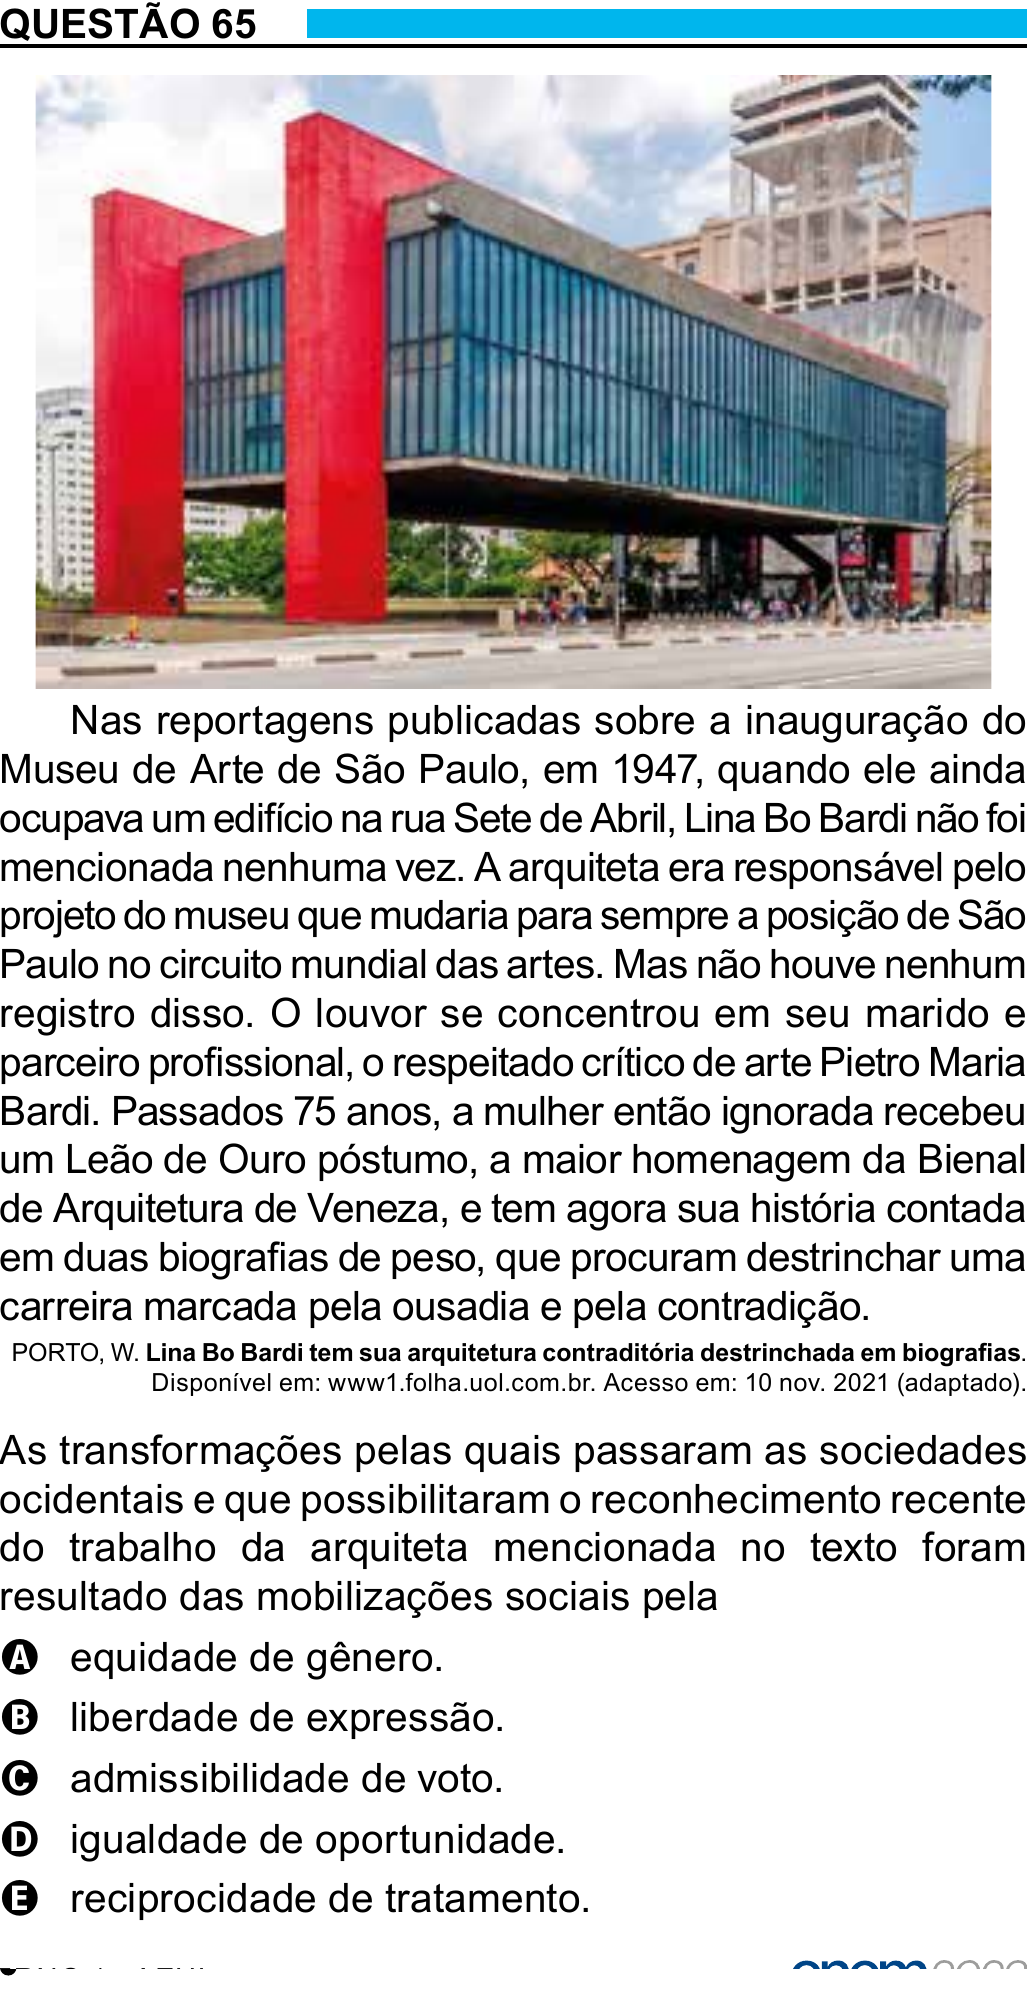 QUESTÃO 65
Nas reportagens publicadas sobre a inauguração do
Museu de Arte de São Paulo, em 1947, quando ele ainda
ocupava um edifício na rua Sete de Abril, Lina Bo Bardi não foi
mencionada nenhuma vez. A arquiteta era responsável pelo
projeto do museu que mudaria para sempre a posição de São
Paulo no circuito mundial das artes. Mas não houve nenhum
registro disso. O louvor se concentrou em seu marido e
parceiro profissional, o respeitado crítico de arte Pietro Maria
Bardi. Passados 75 anos, a mulher então ignorada recebeu
um Leão de Ouro póstumo, a maior homenagem da Bienal
de Arquitetura de Veneza, e tem agora sua história contada
em duas biografias de peso, que procuram destrinchar uma
carreira marcada pela ousadia e pela contradição.
PORTO, W. Lina Bo Bardi tem sua arquitetura contraditória destrinchada em biografias.
Disponível em: www1.folha.uol.com.br. Acesso em: 10 nov. 2021 (adaptado).
As transformações pelas quais passaram as sociedades
ocidentais e que possibilitaram o reconhecimento recente
do trabalho da arquiteta mencionada no texto foram
resultado das mobilizações sociais pela
A equidade de gênero.
B liberdade de expressão.
C admissibilidade de voto.
D igualdade de oportunidade.
E reciprocidade de tratamento.